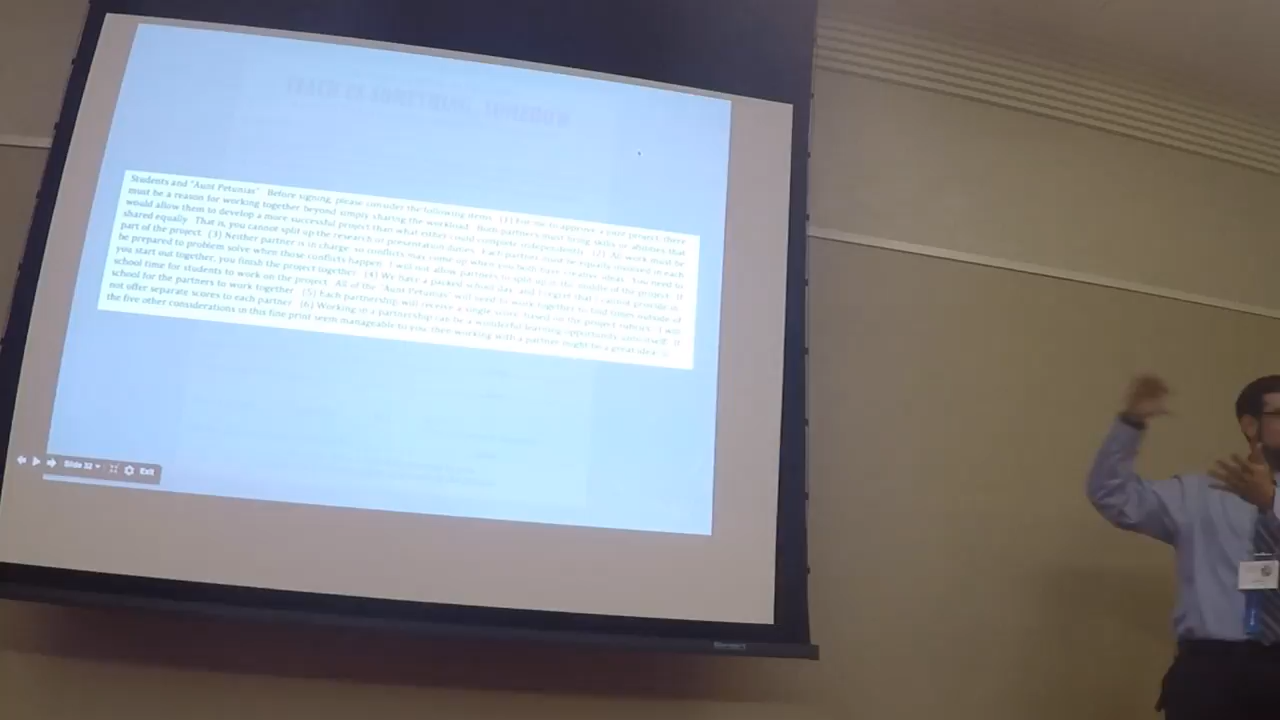 Students and "Aunt Petunias" Before signing, please consider the following items. (1) For me to approve a joint project, there
must be a reason for working together beyond simply sharing the workload. Both partners must bring skills or abilities that
would allow them to develop a more successful project than what either could complete independently. (2) All work must be
shared equally. That is, you cannot split up the research or presentation duties. Each partner must be equally involved in each
part of the project. (3) Neither partner is in charge, so conflicts may come up when you both have creative ideas. You need to
be prepared to problem solve when those conflicts happen. I will not allow partners to split up in the middle of the project. If
you start out together, you finish the project together. (4) We have a packed school day, and I regret that I cannot provide in
school time for students to work on the project. All of the "Aunt Petunias" will need to work together to find times outside of
school for the partners to work together. (5) Each partnership will receive a single score based on the project rubrics. I will
not offer separate scores to each partner. (6) Working in a partnership can be a wonderful learning opportunity. If
the five other considerations in this fine print seem manageable to you, then working with a partner might be a great idea
Slide 32
Exit